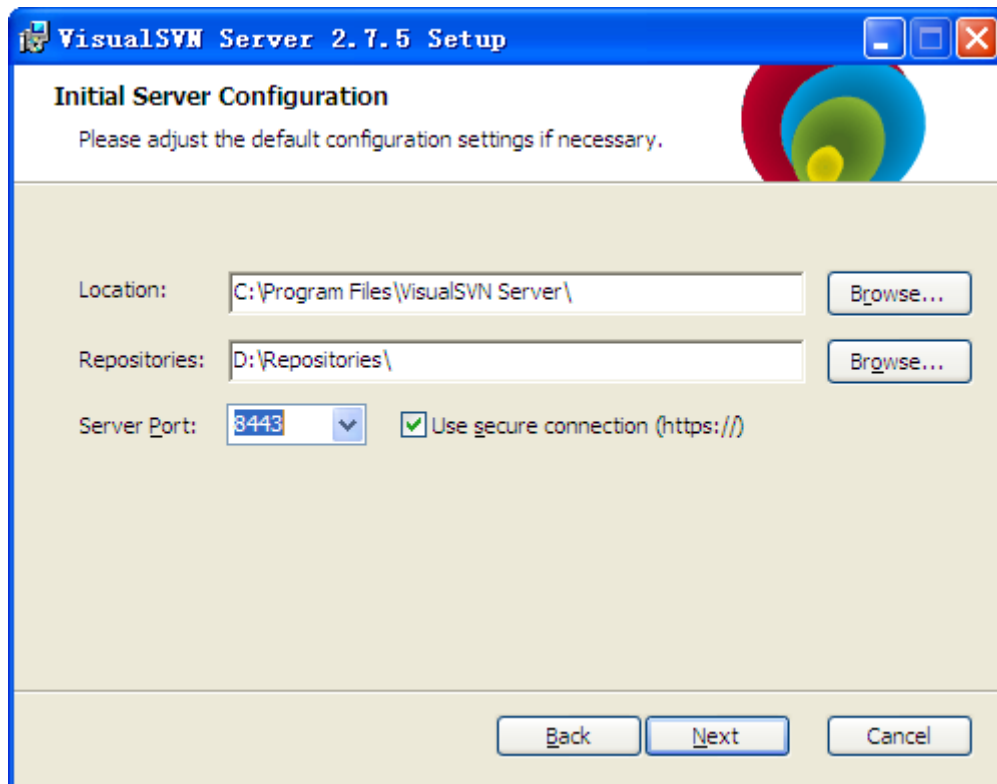 VisualSVN Server 2.7.5 Setup
Initial Server Configuration
Please adjust the default configuration settings if necessary.
Location: C:\Program Files\VisualSVN Server\ Browse...
Repositories: D:\Repositories\ Browse...
Server Port: 8443 Use secure connection (https://)
Back Next Cancel